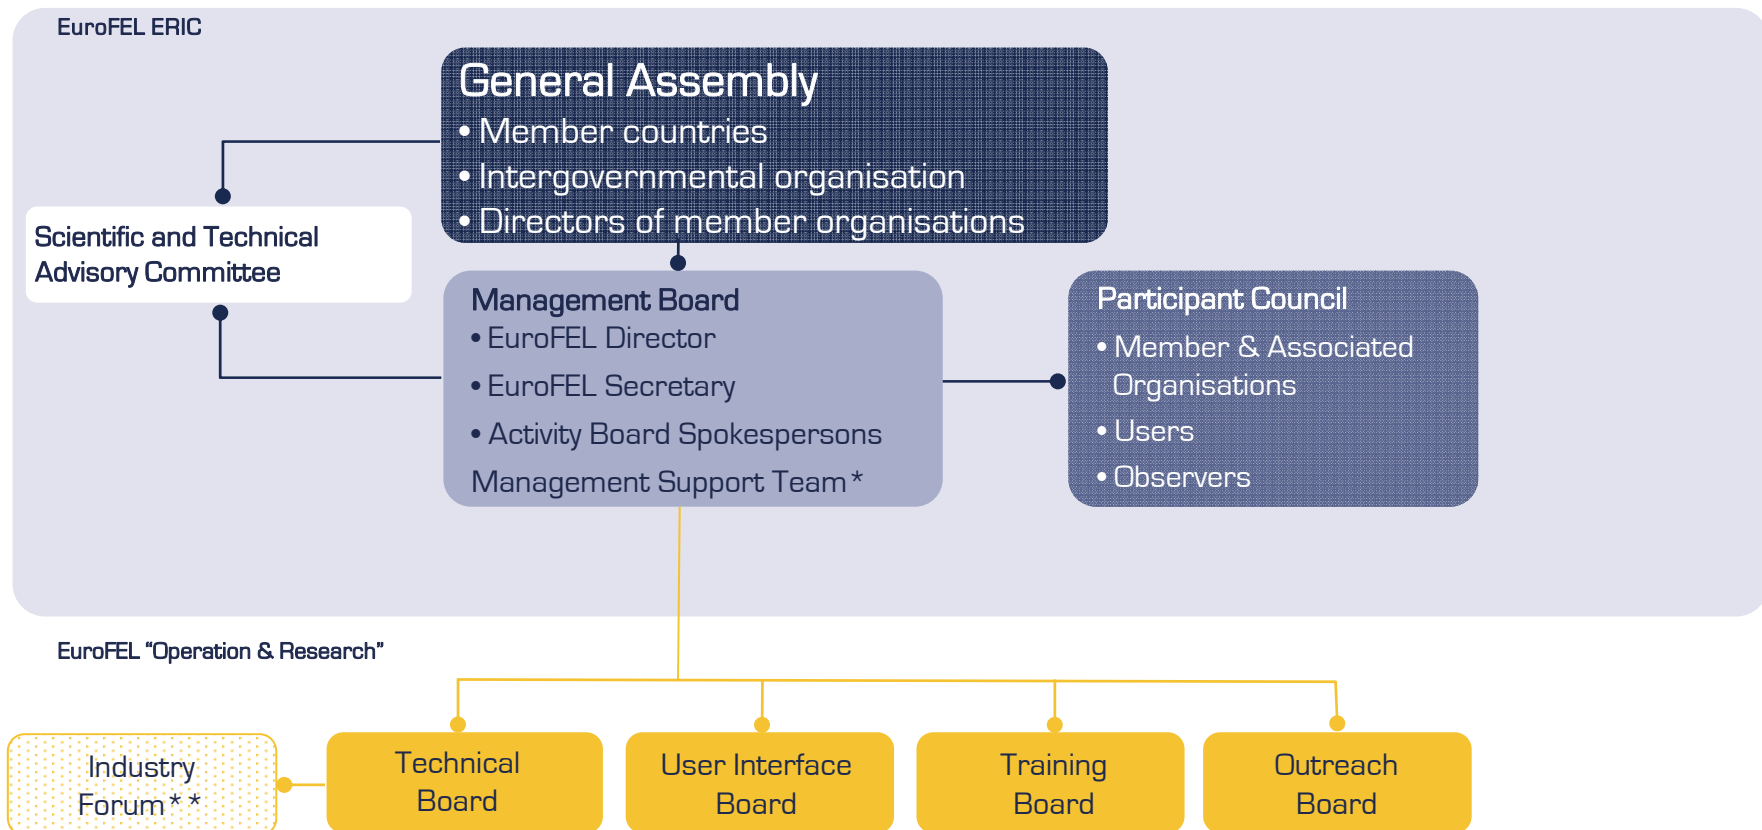 EuroFEL ERIC
General Assembly
• Member countries
• Intergovernmental organisation
• Directors of member organisations
Scientific and Technical
Advisory Committee
Management Board
• EuroFEL Director
• EuroFEL Secretary
• Activity Board Spokespersons
Management Support Team*
Participant Council
• Member & Associated
Organisations
• Users
• Observers
EuroFEL “Operation & Research”
Industry
Forum**
Technical
Board
User Interface
Board
Training
Board
Outreach
Board